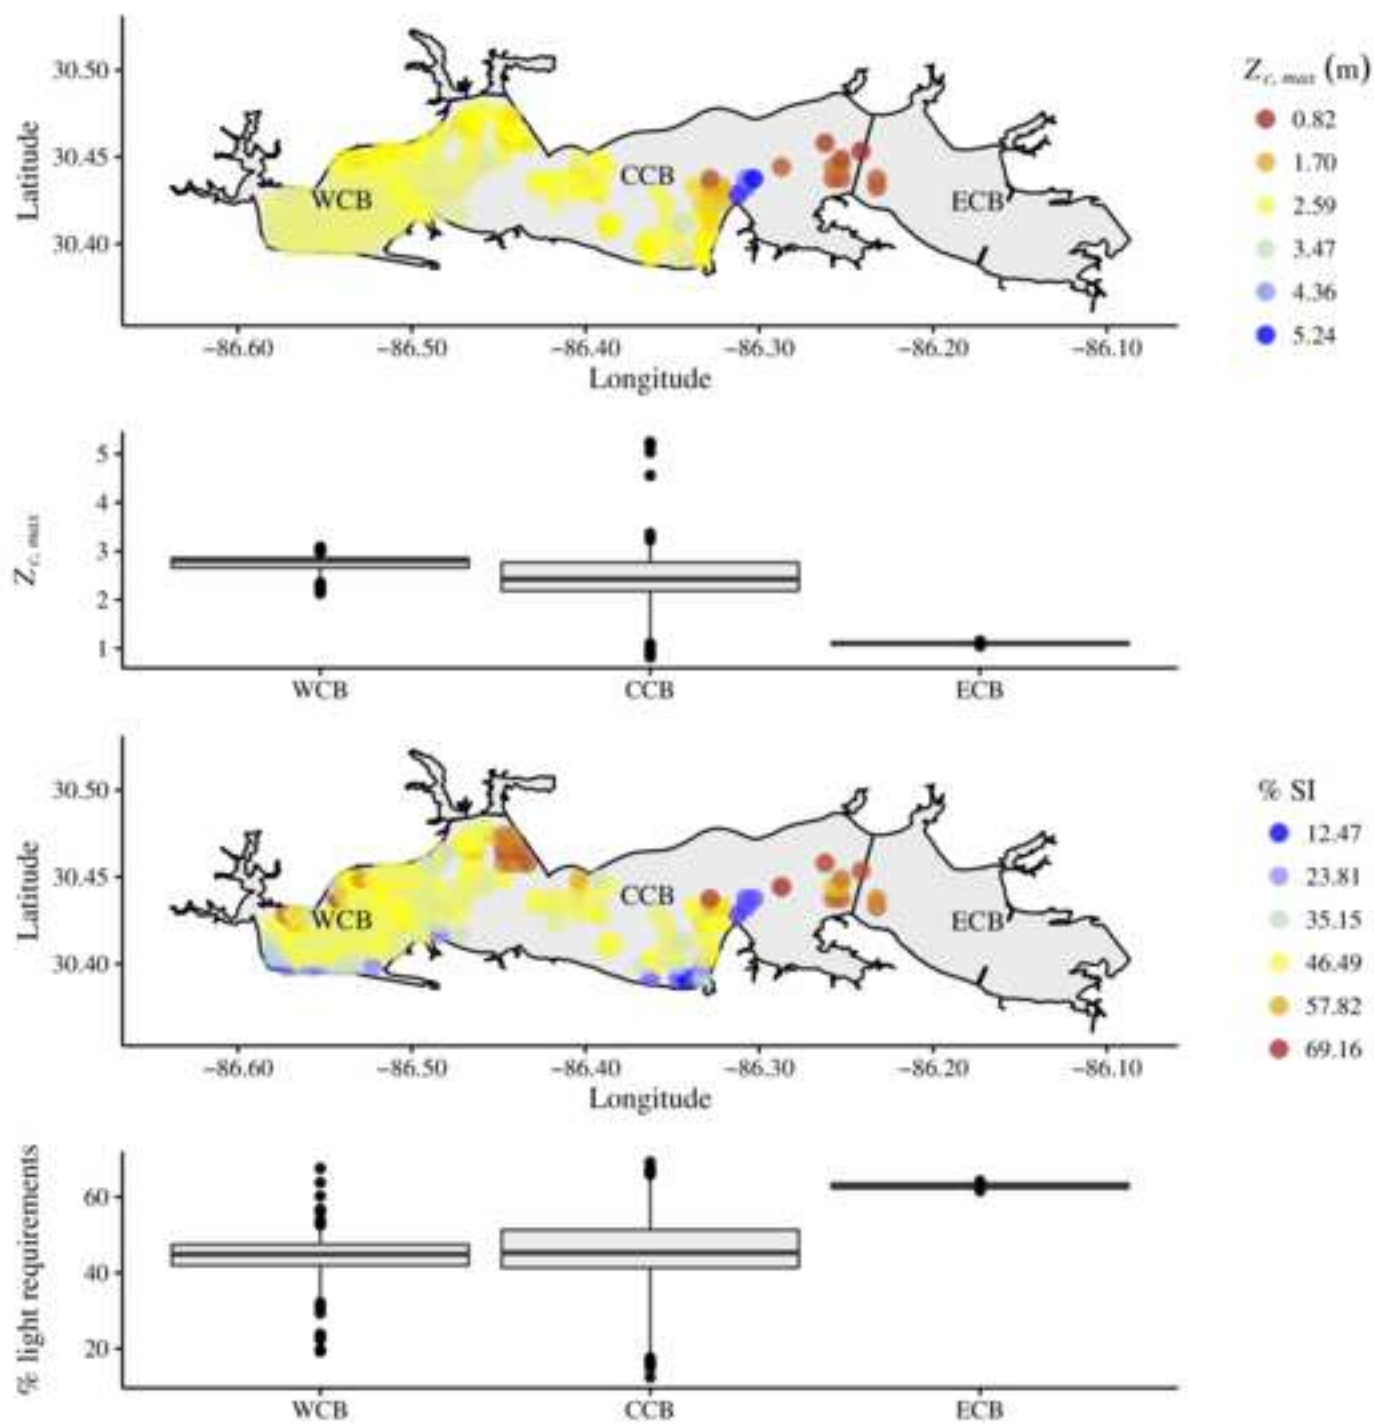 Z c, max (m)
0.82
1.70
2.59
3.47
4.36
5.24
Latitude
30.50
30.45
30.40
WCB
CCB
ECB
−86.60 −86.50 −86.40 −86.30 −86.20 −86.10
Longitude
Z c, max
5
4
3
2
1
WCB CCB ECB
% SI
12.47
23.81
35.15
46.49
57.82
69.16
Latitude
30.50
30.45
30.40
WCB
CCB
ECB
−86.60 −86.50 −86.40 −86.30 −86.20 −86.10
Longitude
% light requirements
60
40
20
WCB CCB ECB